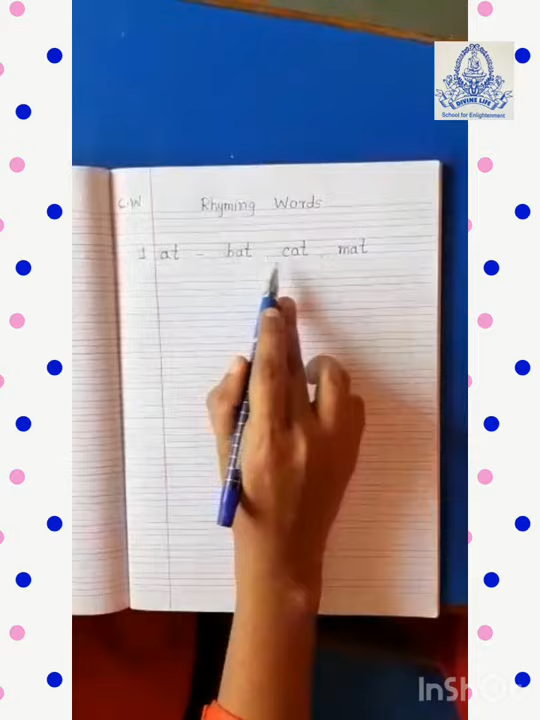 DIVINE LIFE
School for Enlightenment
C.W Rhyming Words
1 at - bat cat mat
InShOt